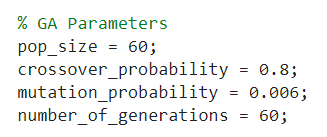 % GA Parameters
pop_size = 60;
crossover_probability = 0.8;
mutation_probability = 0.006;
number_of_generations = 60;